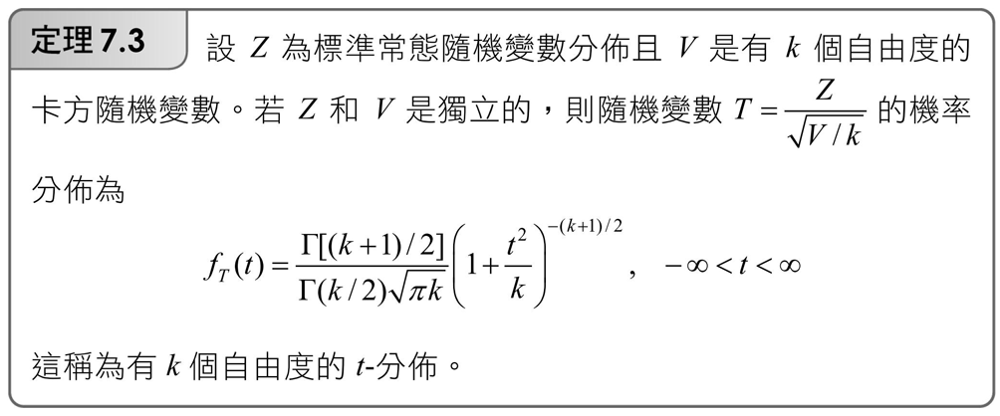 定理 7.3 設 Z 為標準常態隨機變數分佈且 V 是有 k 個自由度的
卡方隨機變數。若 Z 和 V 是獨立的，則隨機變數 $T = \dfrac{Z}{\sqrt{V/k}}$ 的機率
分佈為
$f_T(t) = \dfrac{\Gamma[(k+1)/2]}{\Gamma(k/2)\sqrt{\pi k}} \left(1+\dfrac{t^2}{k}\right)^{-(k+1)/2}, \quad -\infty < t < \infty$
這稱為有 k 個自由度的 t-分佈。